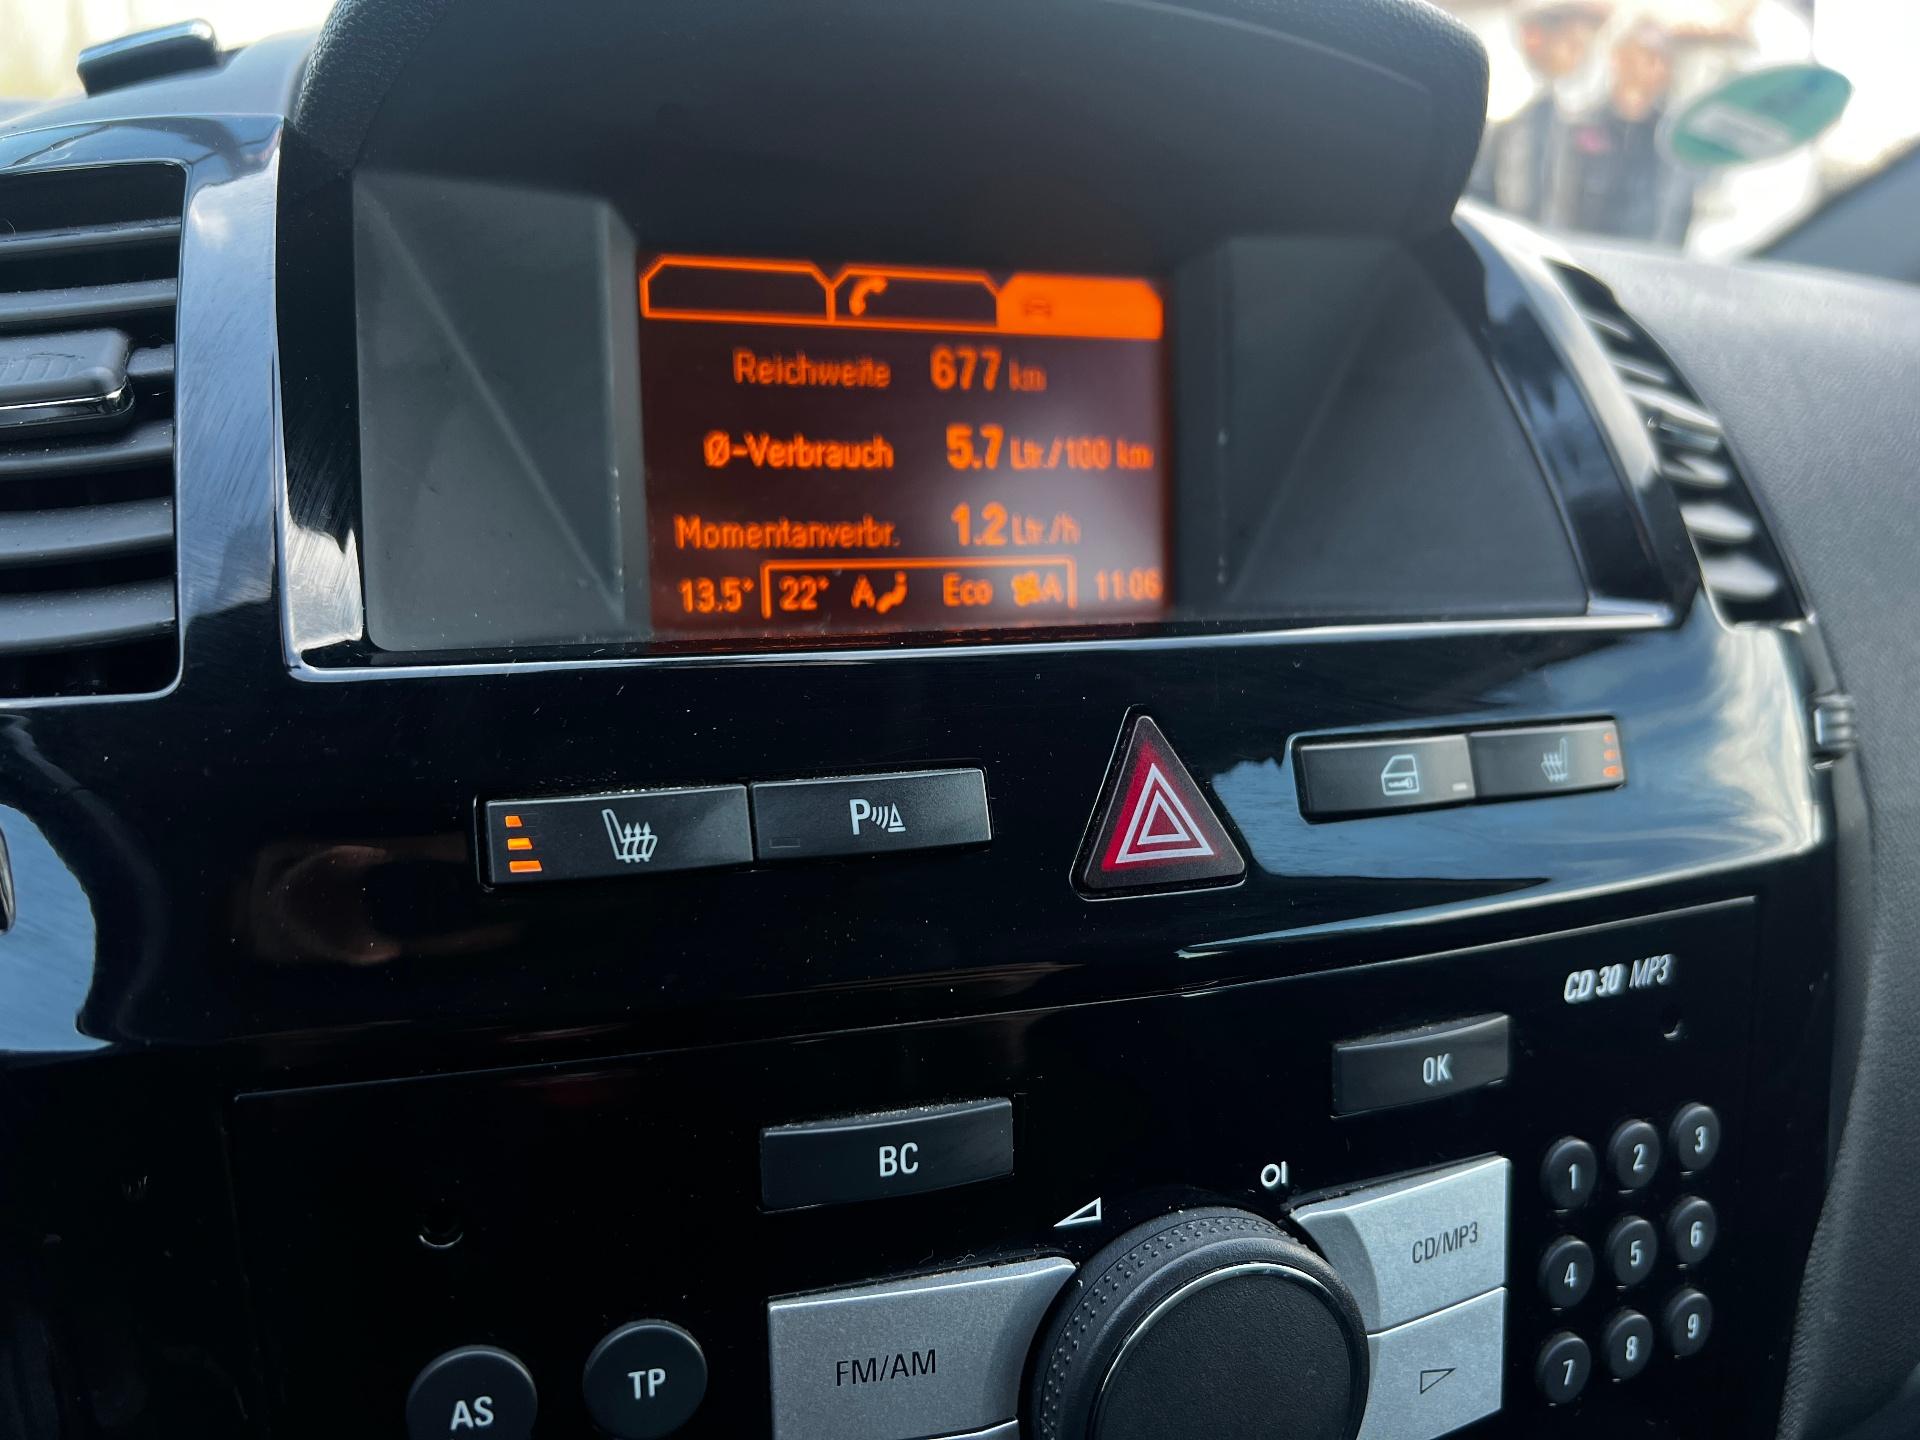 Reichweite 677 km
Ø-Verbrauch 5.7 Ltr./100 km
Momentanverbr. 1.2 Ltr./h
13.5° 22° A Eco A 11:06
P
CD 30 MP3
OK
BC
CD/MP3
1 2 3
4 5 6
7 8 9
FM/AM
TP
AS